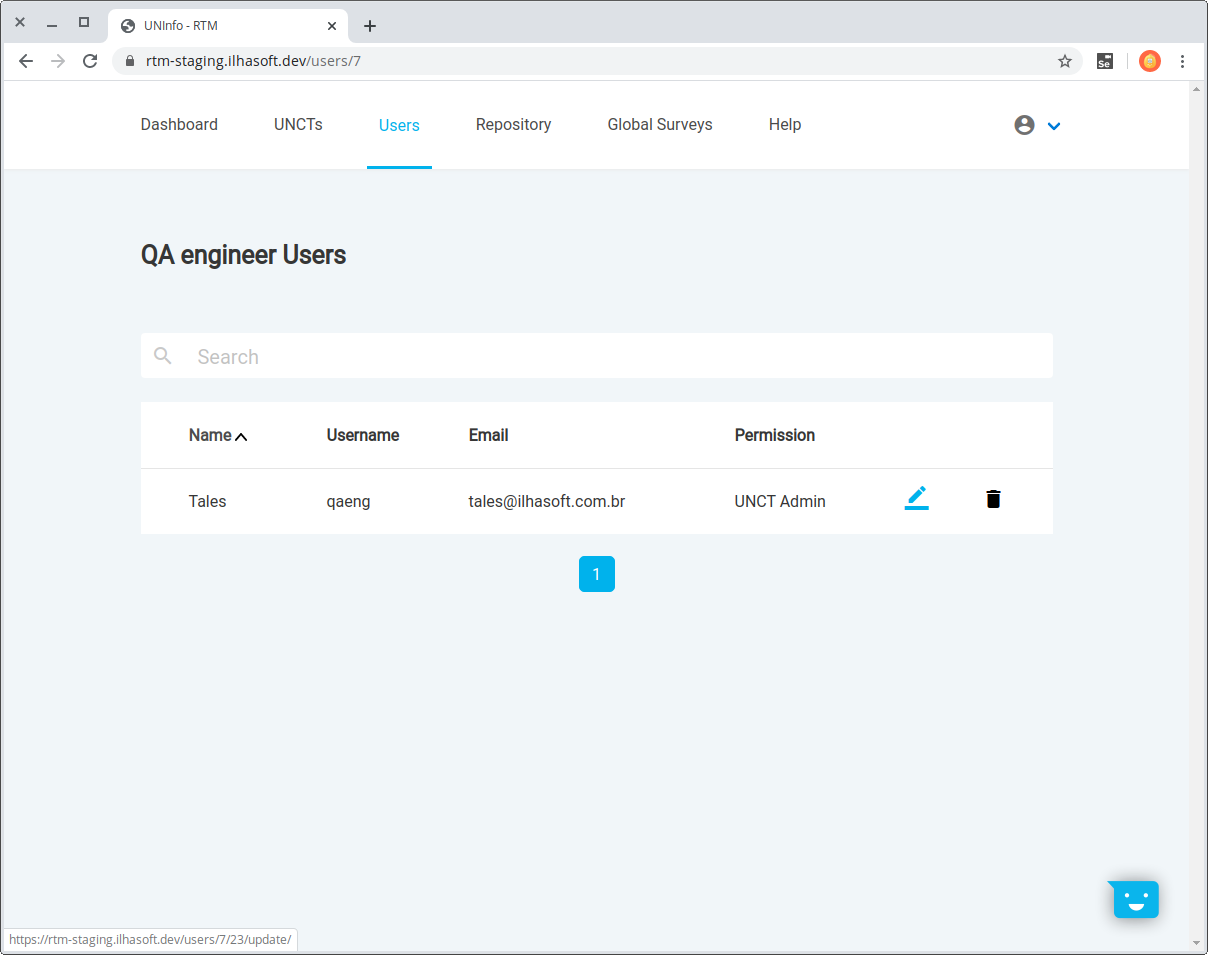 UNInfo - RTM
rtm-staging.ilhasoft.dev/users/7
Se
Dashboard UNCTs Users Repository Global Surveys Help
QA engineer Users
Search
Name Username Email Permission
Tales qaeng tales@ilhasoft.com.br UNCT Admin
1
https://rtm-staging.ilhasoft.dev/users/7/23/update/